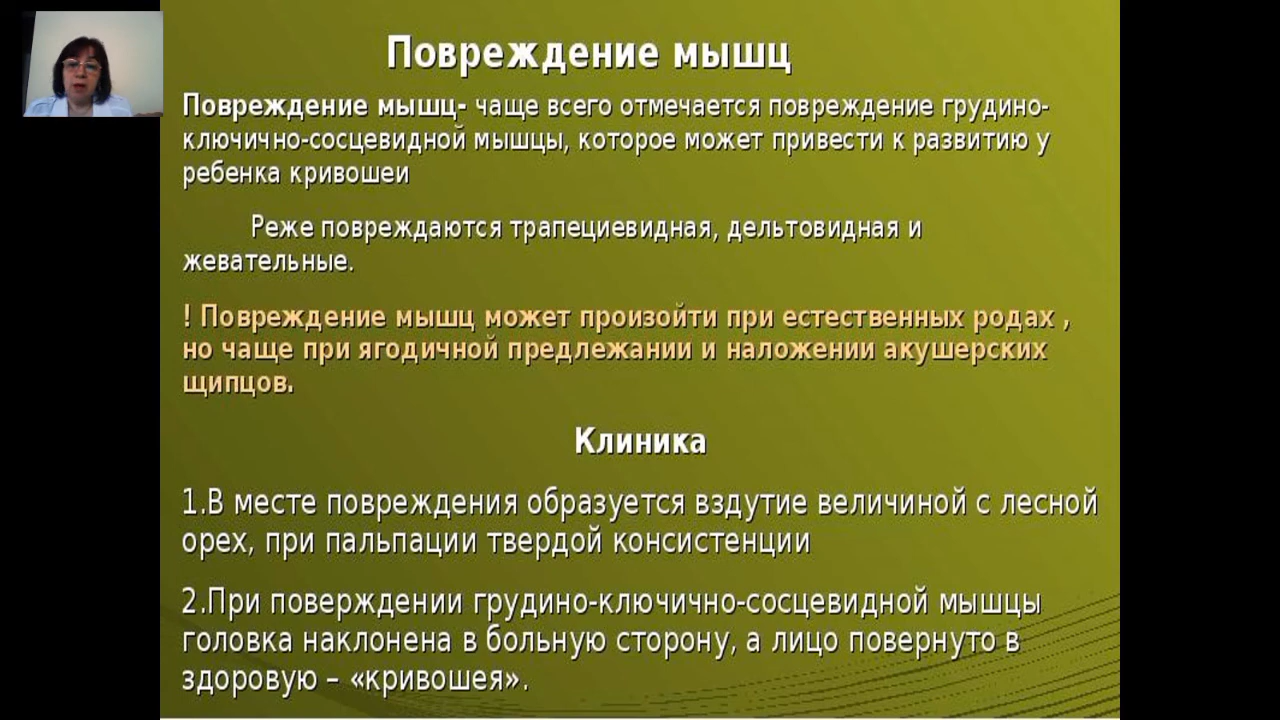 Повреждение мышц
Повреждение мышц- чаще всего отмечается повреждение грудино-
ключично-сосцевидной мышцы, которое может привести к развитию у
ребенка кривошеи
Реже повреждаются трапециевидная, дельтовидная и
жевательные.
! Повреждение мышц может произойти при естественных родах ,
но чаще при ягодичной предлежании и наложении акушерских
щипцов.
Клиника
1.В месте повреждения образуется вздутие величиной с лесной
орех, при пальпации твердой консистенции
2.При поверждении грудино-ключично-сосцевидной мышцы
головка наклонена в больную сторону, а лицо повернуто в
здоровую – «кривошея».